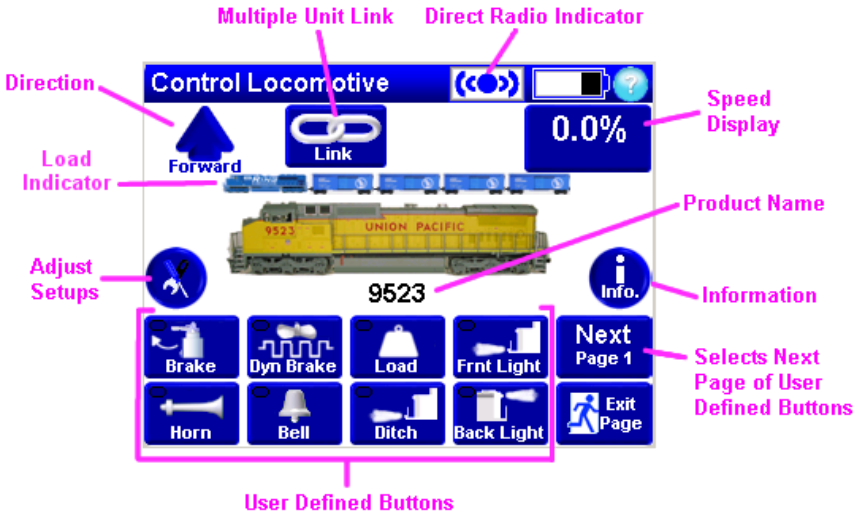 Multiple Unit Link
Direct Radio Indicator
Direction
Control Locomotive
?
Speed
Display
Forward
Link
0.0%
Load
Indicator
Product Name
9523
UNION PACIFIC
Adjust
Setups
9523
Info.
Information
Brake
Dyn Brake
Load
Frnt Light
Next
Page 1
Selects Next
Page of User
Defined Buttons
Horn
Bell
Ditch
Back Light
Exit
Page
User Defined Buttons